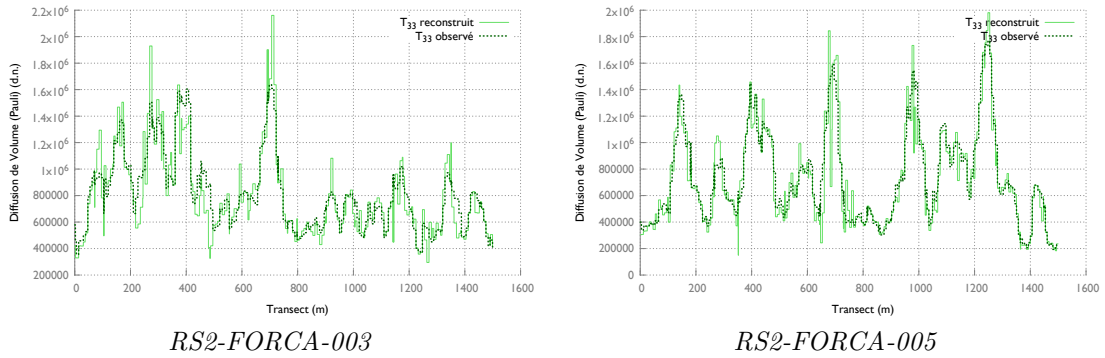 2.2x10⁶
2x10⁶
1.8x10⁶
1.6x10⁶
1.4x10⁶
1.2x10⁶
1x10⁶
800000
600000
400000
200000
Diffusion de Volume (Pauli) (d.n.)
T₃₃ reconstruit
T₃₃ observé
0 200 400 600 800 1000 1200 1400 1600
Transect (m)
RS2-FORCA-003
2x10⁶
1.8x10⁶
1.6x10⁶
1.4x10⁶
1.2x10⁶
1x10⁶
800000
600000
400000
200000
0
Diffusion de Volume (Pauli) (d.n.)
T₃₃ reconstruit
T₃₃ observé
0 200 400 600 800 1000 1200 1400 1600
Transect (m)
RS2-FORCA-005